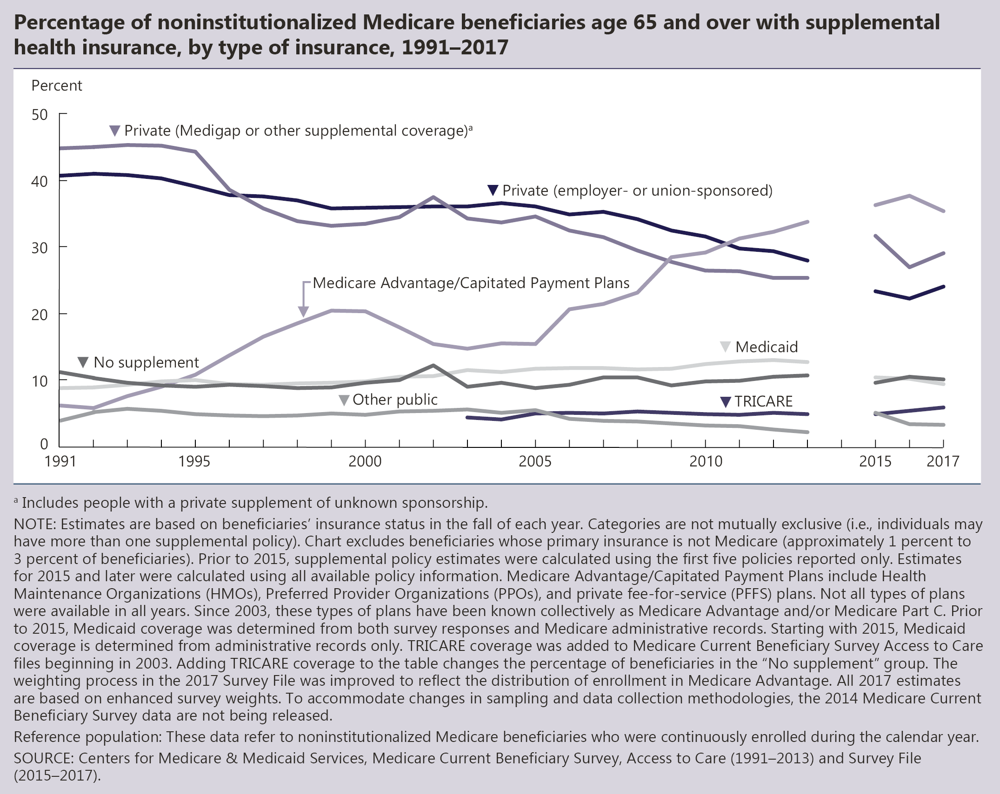 Percentage of noninstitutionalized Medicare beneficiaries age 65 and over with supplemental
health insurance, by type of insurance, 1991–2017
Percent
50
▼ Private (Medigap or other supplemental coverage)ᵃ
40
▼ Private (employer- or union-sponsored)
30
Medicare Advantage/Capitated Payment Plans
20
▼ Medicaid
▼ No supplement
10
▼ Other public
▼ TRICARE
0
1991 1995 2000 2005 2010 2015 2017
ᵃ Includes people with a private supplement of unknown sponsorship.
NOTE: Estimates are based on beneficiaries’ insurance status in the fall of each year. Categories are not mutually exclusive (i.e., individuals may
have more than one supplemental policy). Chart excludes beneficiaries whose primary insurance is not Medicare (approximately 1 percent to
3 percent of beneficiaries). Prior to 2015, supplemental policy estimates were calculated using the first five policies reported only. Estimates
for 2015 and later were calculated using all available policy information. Medicare Advantage/Capitated Payment Plans include Health
Maintenance Organizations (HMOs), Preferred Provider Organizations (PPOs), and private fee-for-service (PFFS) plans. Not all types of plans
were available in all years. Since 2003, these types of plans have been known collectively as Medicare Advantage and/or Medicare Part C. Prior
to 2015, Medicaid coverage was determined from both survey responses and Medicare administrative records. Starting with 2015, Medicaid
coverage is determined from administrative records only. TRICARE coverage was added to Medicare Current Beneficiary Survey Access to Care
files beginning in 2003. Adding TRICARE coverage to the table changes the percentage of beneficiaries in the “No supplement” group. The
weighting process in the 2017 Survey File was improved to reflect the distribution of enrollment in Medicare Advantage. All 2017 estimates
are based on enhanced survey weights. To accommodate changes in sampling and data collection methodologies, the 2014 Medicare Current
Beneficiary Survey data are not being released.
Reference population: These data refer to noninstitutionalized Medicare beneficiaries who were continuously enrolled during the calendar year.
SOURCE: Centers for Medicare & Medicaid Services, Medicare Current Beneficiary Survey, Access to Care (1991–2013) and Survey File
(2015–2017).